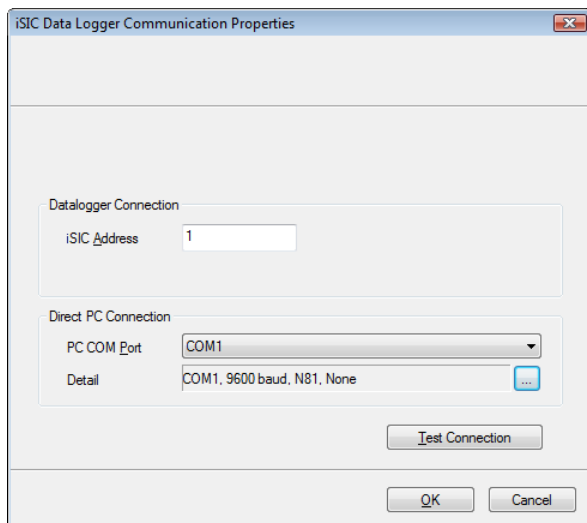 iSIC Data Logger Communication Properties
Datalogger Connection
iSIC Address 1
Direct PC Connection
PC COM Port COM1
Detail COM1, 9600 baud, N81, None ...
Test Connection
OK Cancel